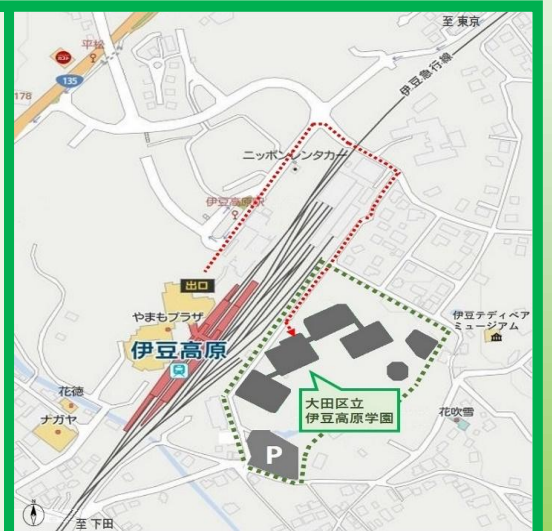 至 東京
平松
135
178
伊豆急行線
ニッポンレンタカー
伊豆高原駅
出口
やまもプラザ
伊豆高原
伊豆テディベア
ミュージアム
大田区立
伊豆高原学園
花徳
ナガヤ
花吹雪
P
至 下田